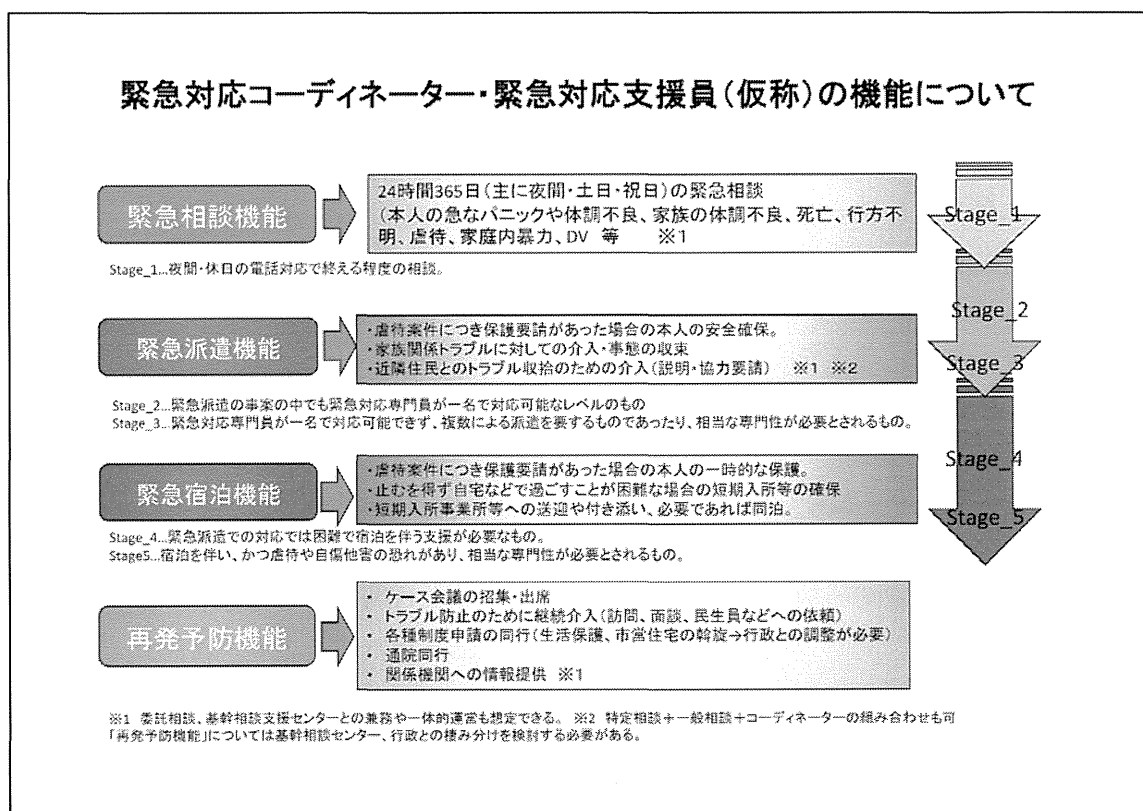 緊急対応コーディネーター・緊急対応支援員(仮称)の機能について
緊急相談機能
24時間365日(主に夜間・土日・祝日)の緊急相談
(本人の急なパニックや体調不良、家族の体調不良、死亡、行方不
明、虐待、家庭内暴力、DV 等 ※1
Stage_1…夜間・休日の電話対応で終える程度の相談。
緊急派遣機能
・虐待案件につき保護要請があった場合の本人の安全確保。
・家族関係トラブルに対しての介入・事態の収束
・近隣住民とのトラブル収拾のための介入(説明・協力要請) ※1 ※2
Stage_2…緊急派遣の事案の中でも緊急対応専門員が一名で対応可能なレベルのもの
Stage_3…緊急対応専門員が一名で対応可能できず、複数による派遣を要するものであったり、相当な専門性が必要とされるもの。
緊急宿泊機能
・虐待案件につき保護要請があった場合の本人の一時的な保護。
・止むを得ず自宅などで過ごすことが困難な場合の短期入所等の確保
・短期入所事業所等への送迎や付き添い、必要であれば同泊。
Stage_4…緊急派遣での対応では困難で宿泊を伴う支援が必要なもの。
Stage5…宿泊を伴い、かつ虐待や自傷他害の恐れがあり、相当な専門性が必要とされるもの。
再発予防機能
• ケース会議の招集・出席
• トラブル防止のために継続介入(訪問、面談、民生員などへの依頼)
• 各種制度申請の同行(生活保護、市営住宅の斡旋→行政との調整が必要)
• 通院同行
• 関係機関への情報提供 ※1
※1 委託相談、基幹相談支援センターとの兼務や一体的運営も想定できる。 ※2 特定相談+一般相談+コーディネーターの組み合わせも可
「再発予防機能」については基幹相談センター、行政との棲み分けを検討する必要がある。
Stage_1
Stage_2
Stage_3
Stage_4
Stage_5